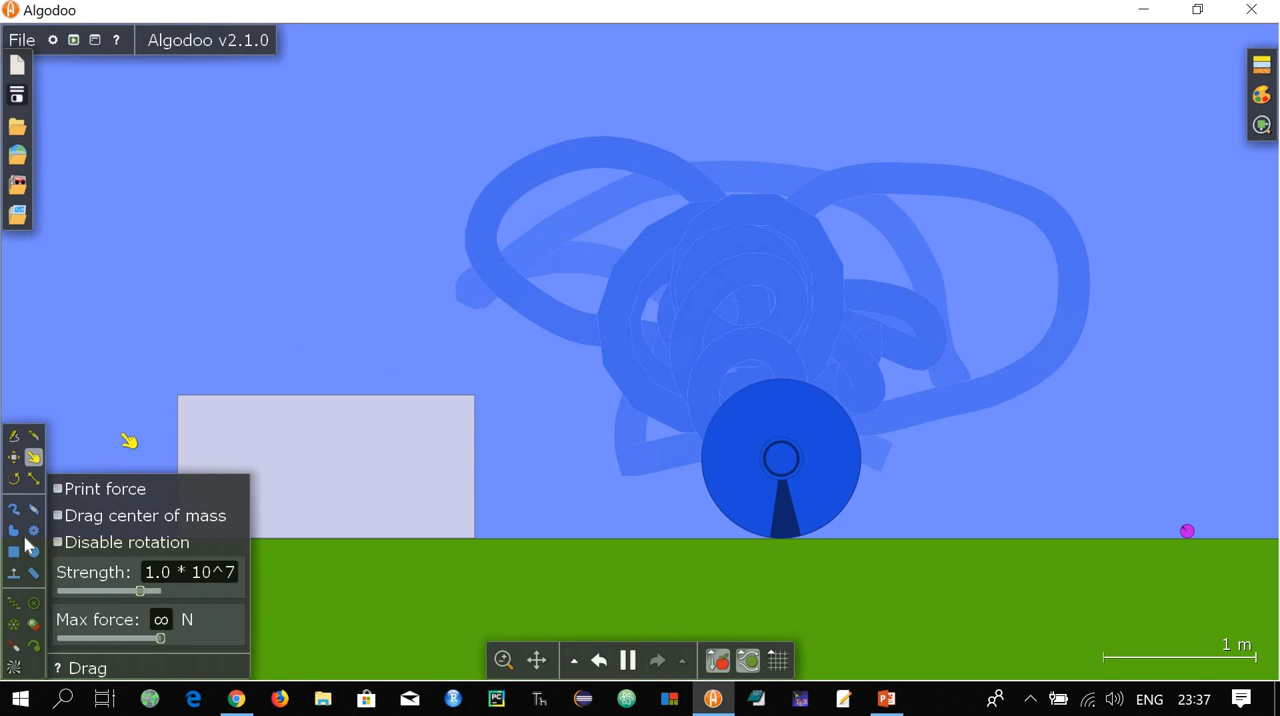 Algodoo
File ? Algodoo v2.1.0
Print force
Drag center of mass
Disable rotation
Strength: 1.0 * 10^7
Max force: ∞ N
? Drag
1 m
ENG 23:37